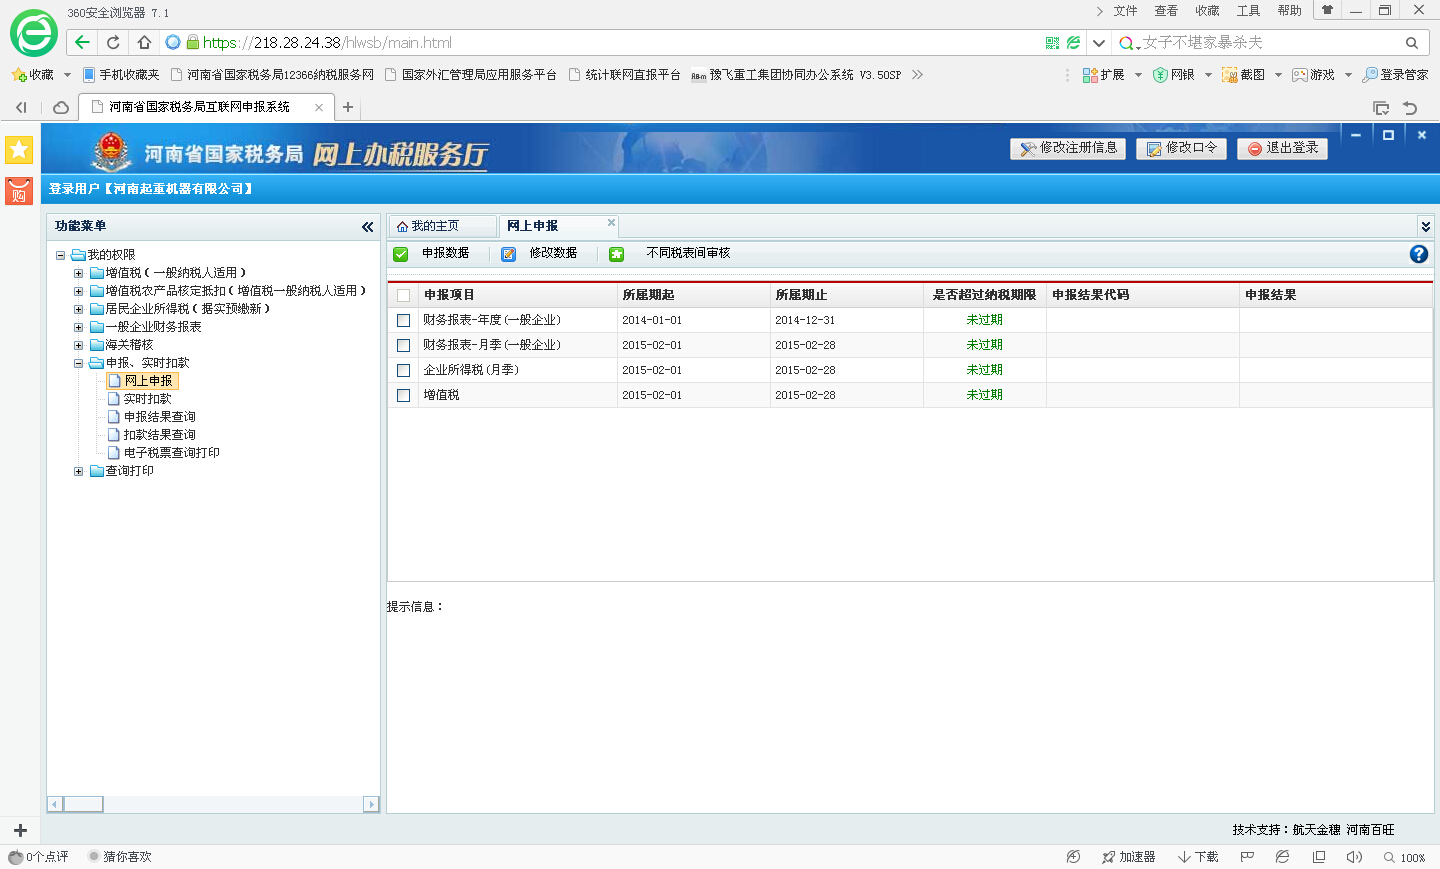 360安全浏览器 7.1
文件 查看 收藏 工具 帮助
https://218.28.24.38/hlwsb/main.html
女子不堪家暴杀夫
收藏 手机收藏夹 河南省国家税务局12366纳税服务网 国家外汇管理局应用服务平台 统计联网直报平台 RBm 豫飞重工集团协同办公系统 V3.50SP
扩展 网银 截图 游戏 登录管家
河南省国家税务局互联网申报系统
购
河南省国家税务局 网上办税服务厅
修改注册信息 修改口令 退出登录
登录用户【河南起重机器有限公司】
功能菜单
我的权限
增值税(一般纳税人适用)
增值税农产品核定抵扣(增值税一般纳税人适用)
居民企业所得税(据实预缴新)
一般企业财务报表
海关稽核
申报、实时扣款
网上申报
实时扣款
申报结果查询
扣款结果查询
电子税票查询打印
查询打印
我的主页 网上申报
申报数据 修改数据 不同税表间审核
申报项目 所属期起 所属期止 是否超过纳税期限 申报结果代码 申报结果
财务报表-年度(一般企业) 2014-01-01 2014-12-31 未过期
财务报表-月季(一般企业) 2015-02-01 2015-02-28 未过期
企业所得税(月季) 2015-02-01 2015-02-28 未过期
增值税 2015-02-01 2015-02-28 未过期
提示信息：
技术支持：航天金穗 河南百旺
0个点评 猜你喜欢
加速器 下载 100%